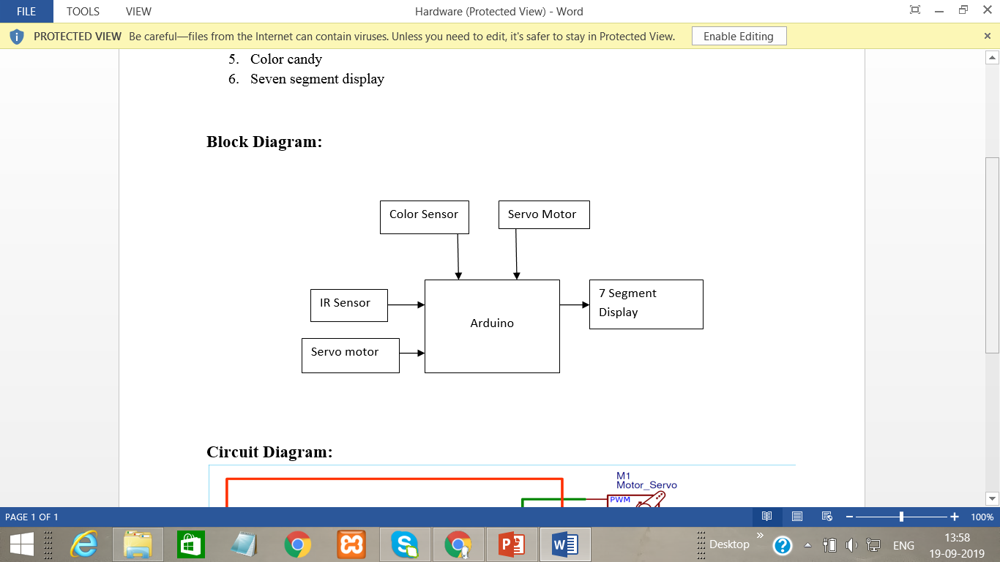 FILE TOOLS VIEW Hardware (Protected View) - Word
PROTECTED VIEW Be careful—files from the Internet can contain viruses. Unless you need to edit, it's safer to stay in Protected View. Enable Editing
5. Color candy
6. Seven segment display
Block Diagram:
Color Sensor
Servo Motor
IR Sensor
Servo motor
Arduino
7 Segment
Display
Circuit Diagram:
M1
Motor_Servo
PWM
PAGE 1 OF 1
100%
Desktop
ENG
13:58
19-09-2019